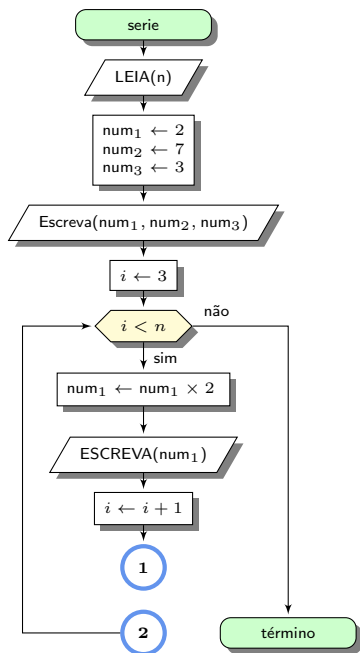 serie
LEIA(n)
num₁ ← 2
num₂ ← 7
num₃ ← 3
Escreva(num₁, num₂, num₃)
i ← 3
i < n
não
sim
num₁ ← num₁ × 2
ESCREVA(num₁)
i ← i + 1
1
2
término